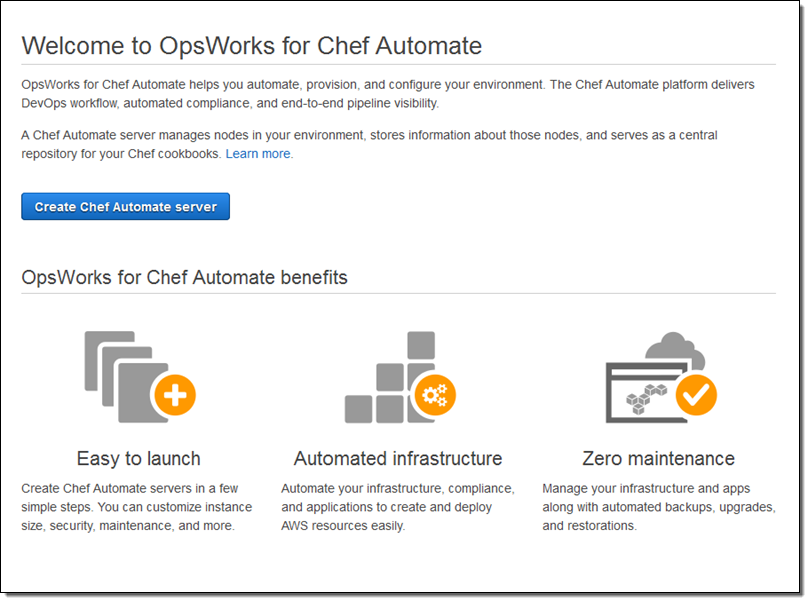 Welcome to OpsWorks for Chef Automate
OpsWorks for Chef Automate helps you automate, provision, and configure your environment. The Chef Automate platform delivers
DevOps workflow, automated compliance, and end-to-end pipeline visibility.
A Chef Automate server manages nodes in your environment, stores information about those nodes, and serves as a central
repository for your Chef cookbooks. Learn more.
Create Chef Automate server
OpsWorks for Chef Automate benefits
Easy to launch
Create Chef Automate servers in a few
simple steps. You can customize instance
size, security, maintenance, and more.
Automated infrastructure
Automate your infrastructure, compliance,
and applications to create and deploy
AWS resources easily.
Zero maintenance
Manage your infrastructure and apps
along with automated backups, upgrades,
and restorations.